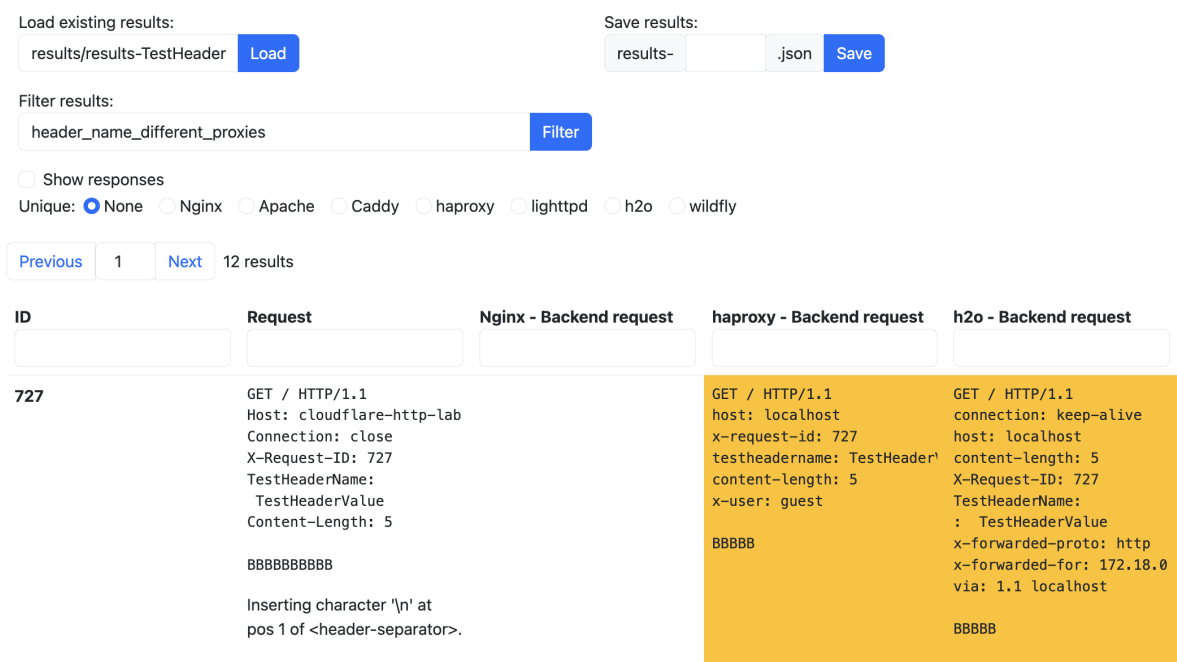 Load existing results:
Save results:
results/results-TestHeader Load
results- .json Save
Filter results:
header_name_different_proxies Filter
Show responses
Unique: None Nginx Apache Caddy haproxy lighttpd h2o wildfly
Previous 1 Next 12 results
ID Request Nginx - Backend request haproxy - Backend request h2o - Backend request
727
GET / HTTP/1.1
Host: cloudflare-http-lab
Connection: close
X-Request-ID: 727
TestHeaderName:
 TestHeaderValue
Content-Length: 5
BBBBBBBBBB
Inserting character '\n' at
pos 1 of <header-separator>.
GET / HTTP/1.1
host: localhost
x-request-id: 727
testheadername: TestHeader
content-length: 5
x-user: guest
BBBBB
GET / HTTP/1.1
connection: keep-alive
host: localhost
content-length: 5
X-Request-ID: 727
TestHeaderName:
:  TestHeaderValue
x-forwarded-proto: http
x-forwarded-for: 172.18.0
via: 1.1 localhost
BBBBB